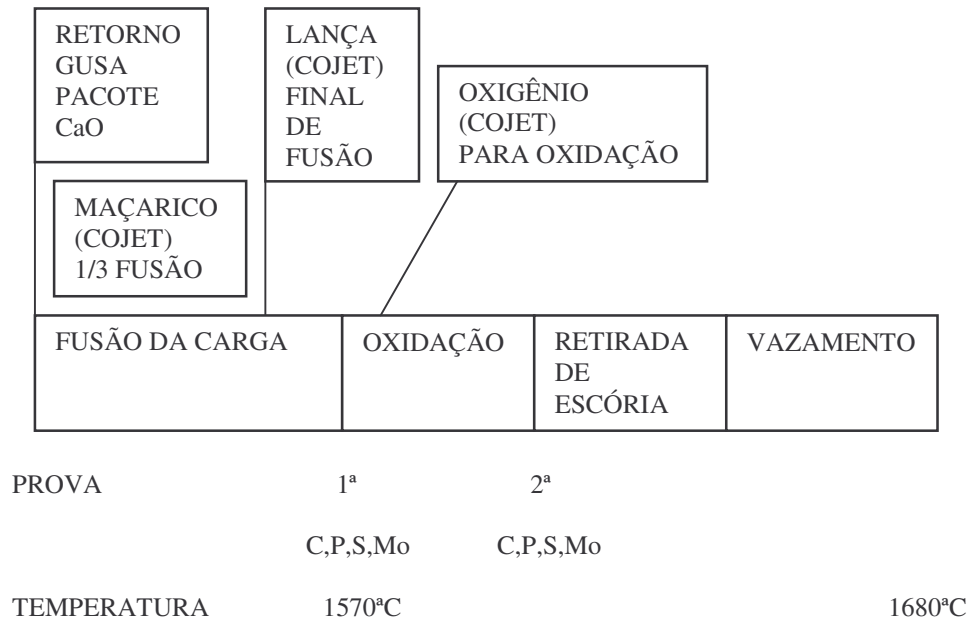 RETORNO
GUSA
PACOTE
CaO
LANÇA
(COJET)
FINAL
DE
FUSÃO
OXIGÊNIO
(COJET)
PARA OXIDAÇÃO
MAÇARICO
(COJET)
1/3 FUSÃO
FUSÃO DA CARGA
OXIDAÇÃO
RETIRADA
DE
ESCÓRIA
VAZAMENTO
PROVA 1ª 2ª
C,P,S,Mo C,P,S,Mo
TEMPERATURA 1570ªC 1680ªC